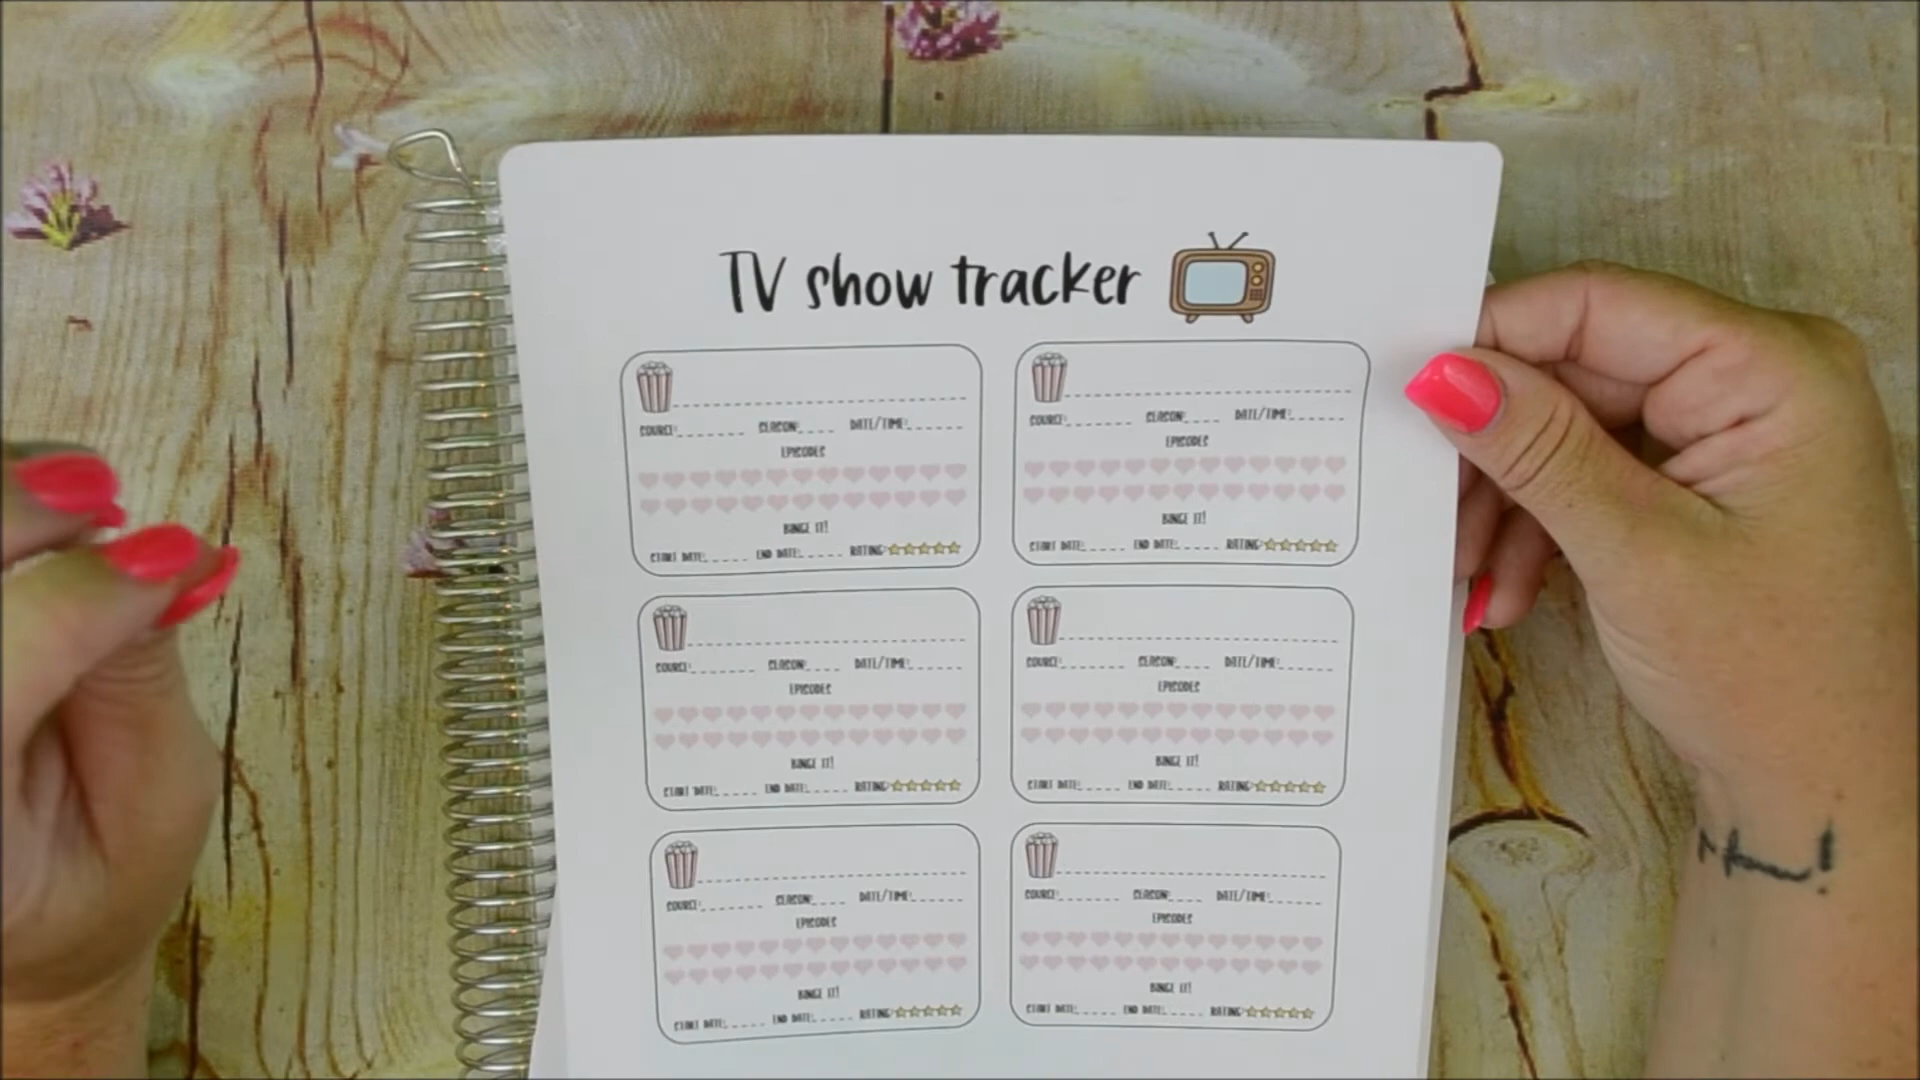 TV show tracker
SOURCE: SEASON: DATE/TIME:
EPISODES
BINGE IT!
START DATE: END DATE: RATING
SOURCE: SEASON: DATE/TIME:
EPISODES
BINGE IT!
START DATE: END DATE: RATING
SOURCE: SEASON: DATE/TIME:
EPISODES
BINGE IT!
START DATE: END DATE: RATING
SOURCE: SEASON: DATE/TIME:
EPISODES
BINGE IT!
START DATE: END DATE: RATING
SOURCE: SEASON: DATE/TIME:
EPISODES
BINGE IT!
START DATE: END DATE: RATING
SOURCE: SEASON: DATE/TIME:
EPISODES
BINGE IT!
START DATE: END DATE: RATING